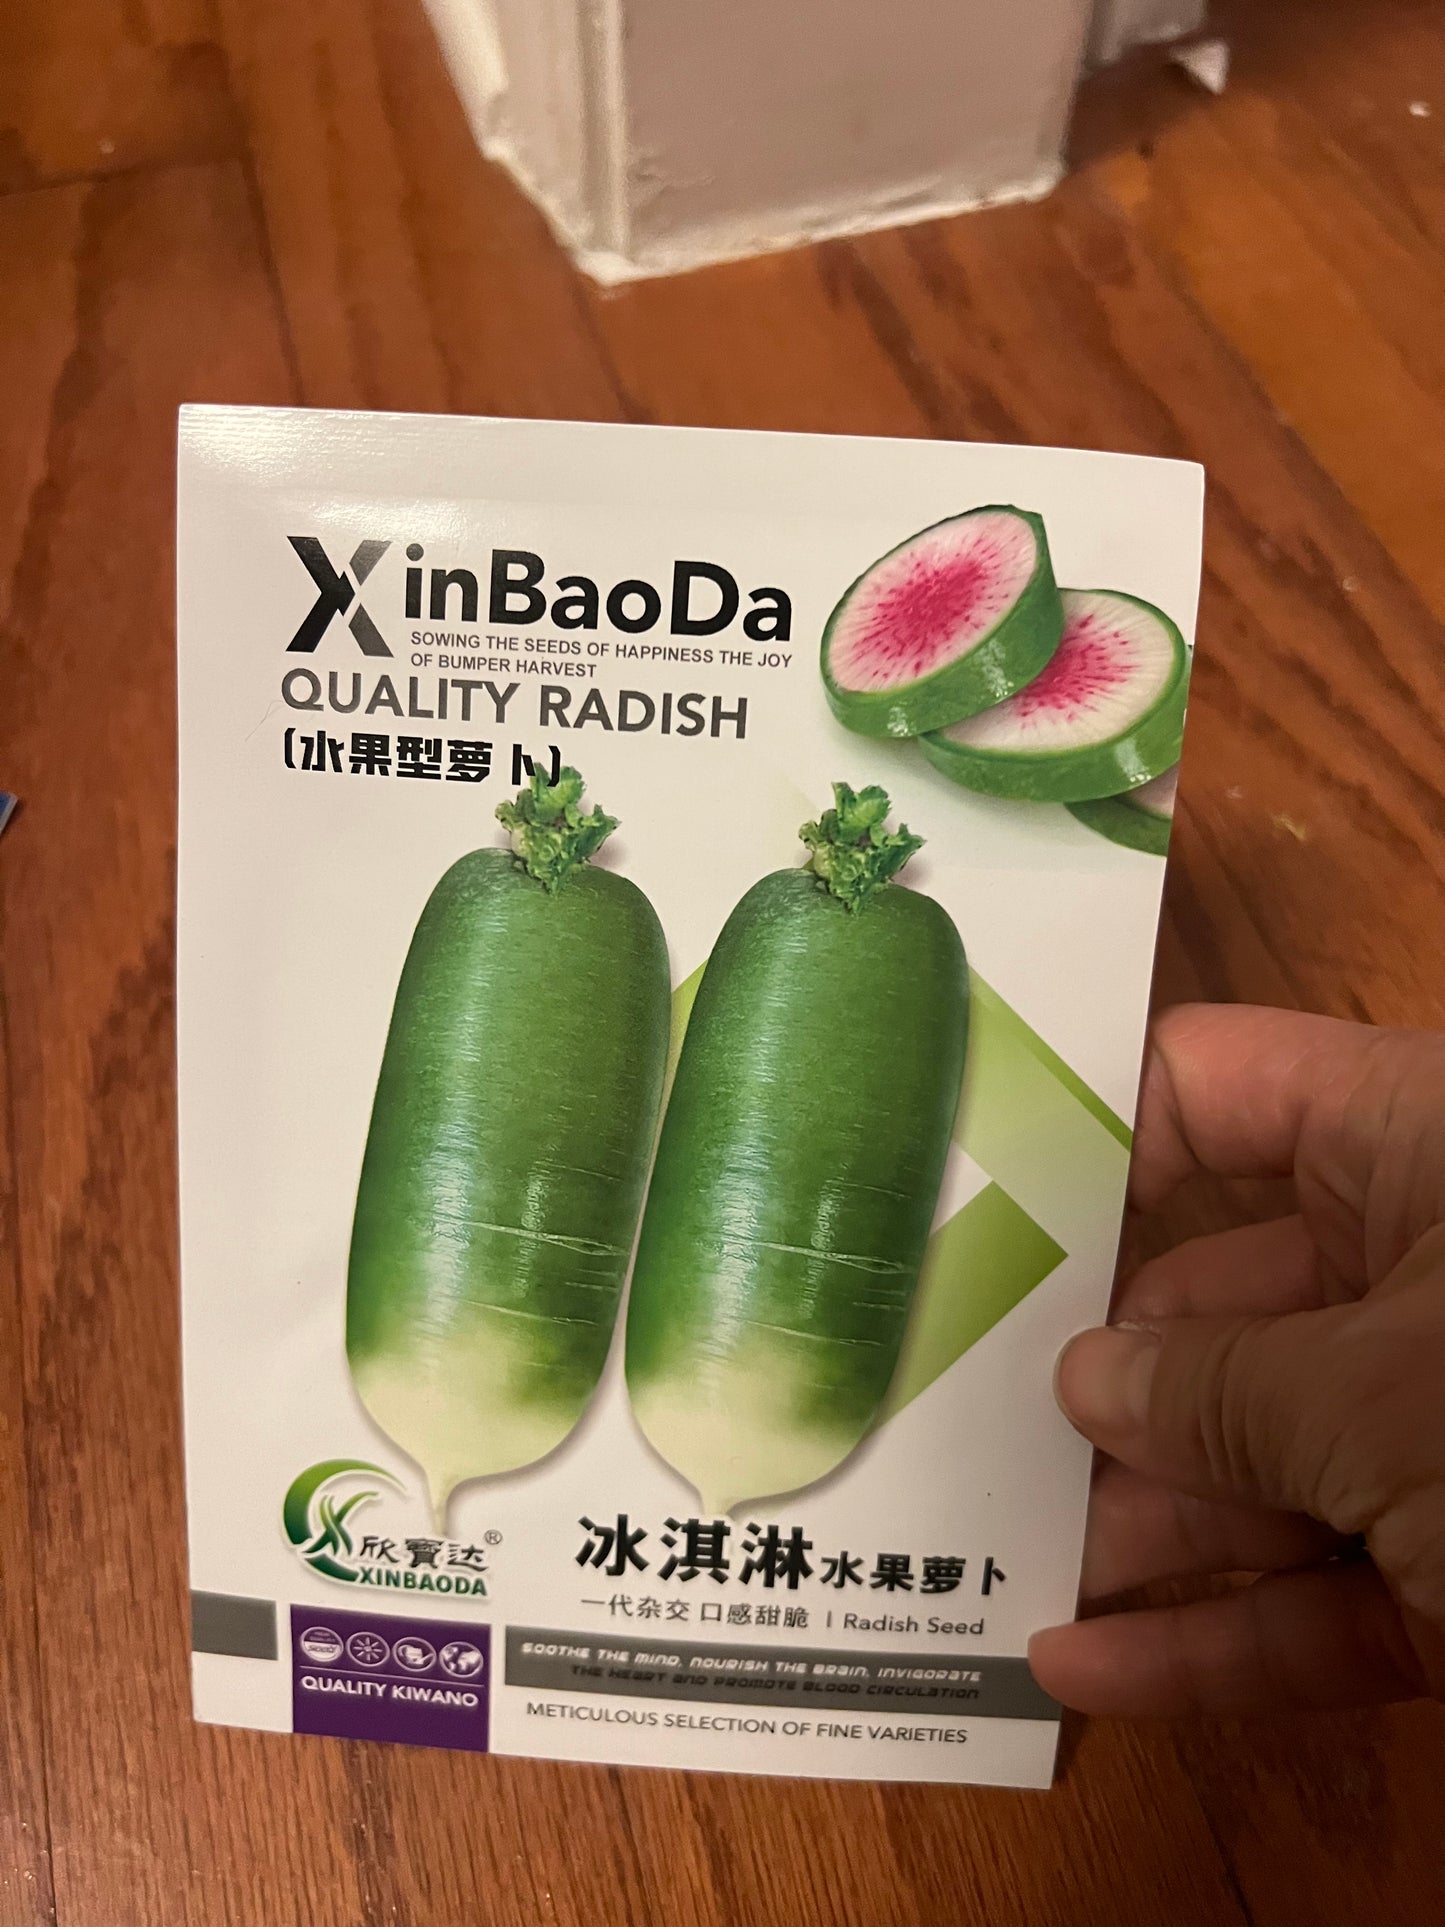 XinBaoDa
SOWING THE SEEDS OF HAPPINESS THE JOY
OF BUMPER HARVEST
QUALITY RADISH
(水果型萝卜)
欣寶达®
XINBAODA
冰淇淋水果萝卜
一代杂交 口感甜脆 | Radish Seed
seed
QUALITY KIWANO
SOOTHE THE MIND, NOURISH THE BRAIN, INVIGORATE
THE HEART AND PROMOTE BLOOD CIRCULATION
METICULOUS SELECTION OF FINE VARIETIES